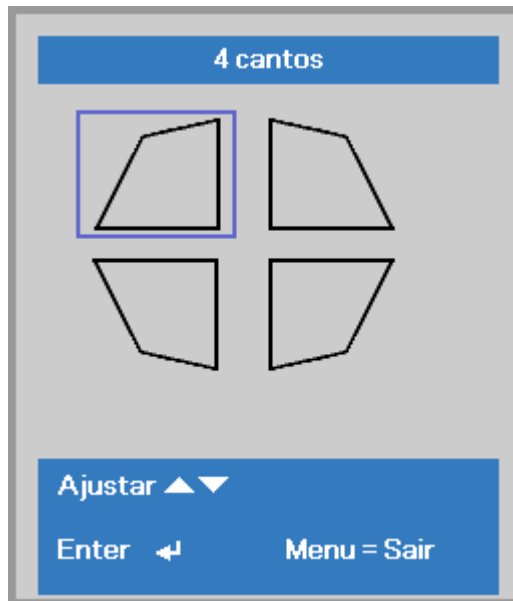 4 cantos
Ajustar ▲▼
Enter ↵ Menu = Sair